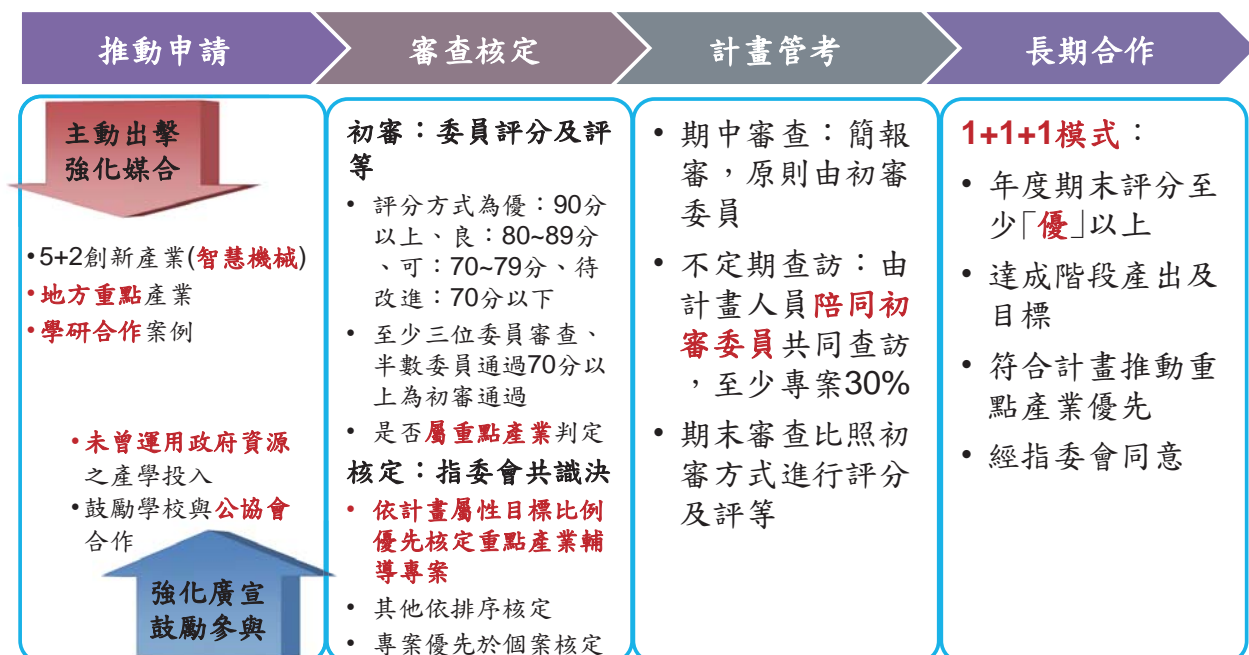 推動申請
審查核定
計畫管考
長期合作
主動出擊
強化媒合
•5+2創新產業(智慧機械)
•地方重點產業
•學研合作案例
•未曾運用政府資源
之產學投入
•鼓勵學校與公協會
合作
強化廣宣
鼓勵參與
初審：委員評分及評
等
• 評分方式為優：90分
以上、良：80~89分
、可：70~79分、待
改進：70分以下
• 至少三位委員審查、
半數委員通過70分以
上為初審通過
• 是否屬重點產業判定
核定：指委會共識決
• 依計畫屬性目標比例
優先核定重點產業輔
導專案
• 其他依排序核定
• 專案優先於個案核定
• 期中審查：簡報
審，原則由初審
委員
• 不定期查訪：由
計畫人員陪同初
審委員共同查訪
，至少專案30%
• 期末審查比照初
審方式進行評分
及評等
1+1+1模式：
• 年度期末評分至
少「優」以上
• 達成階段產出及
目標
• 符合計畫推動重
點產業優先
• 經指委會同意